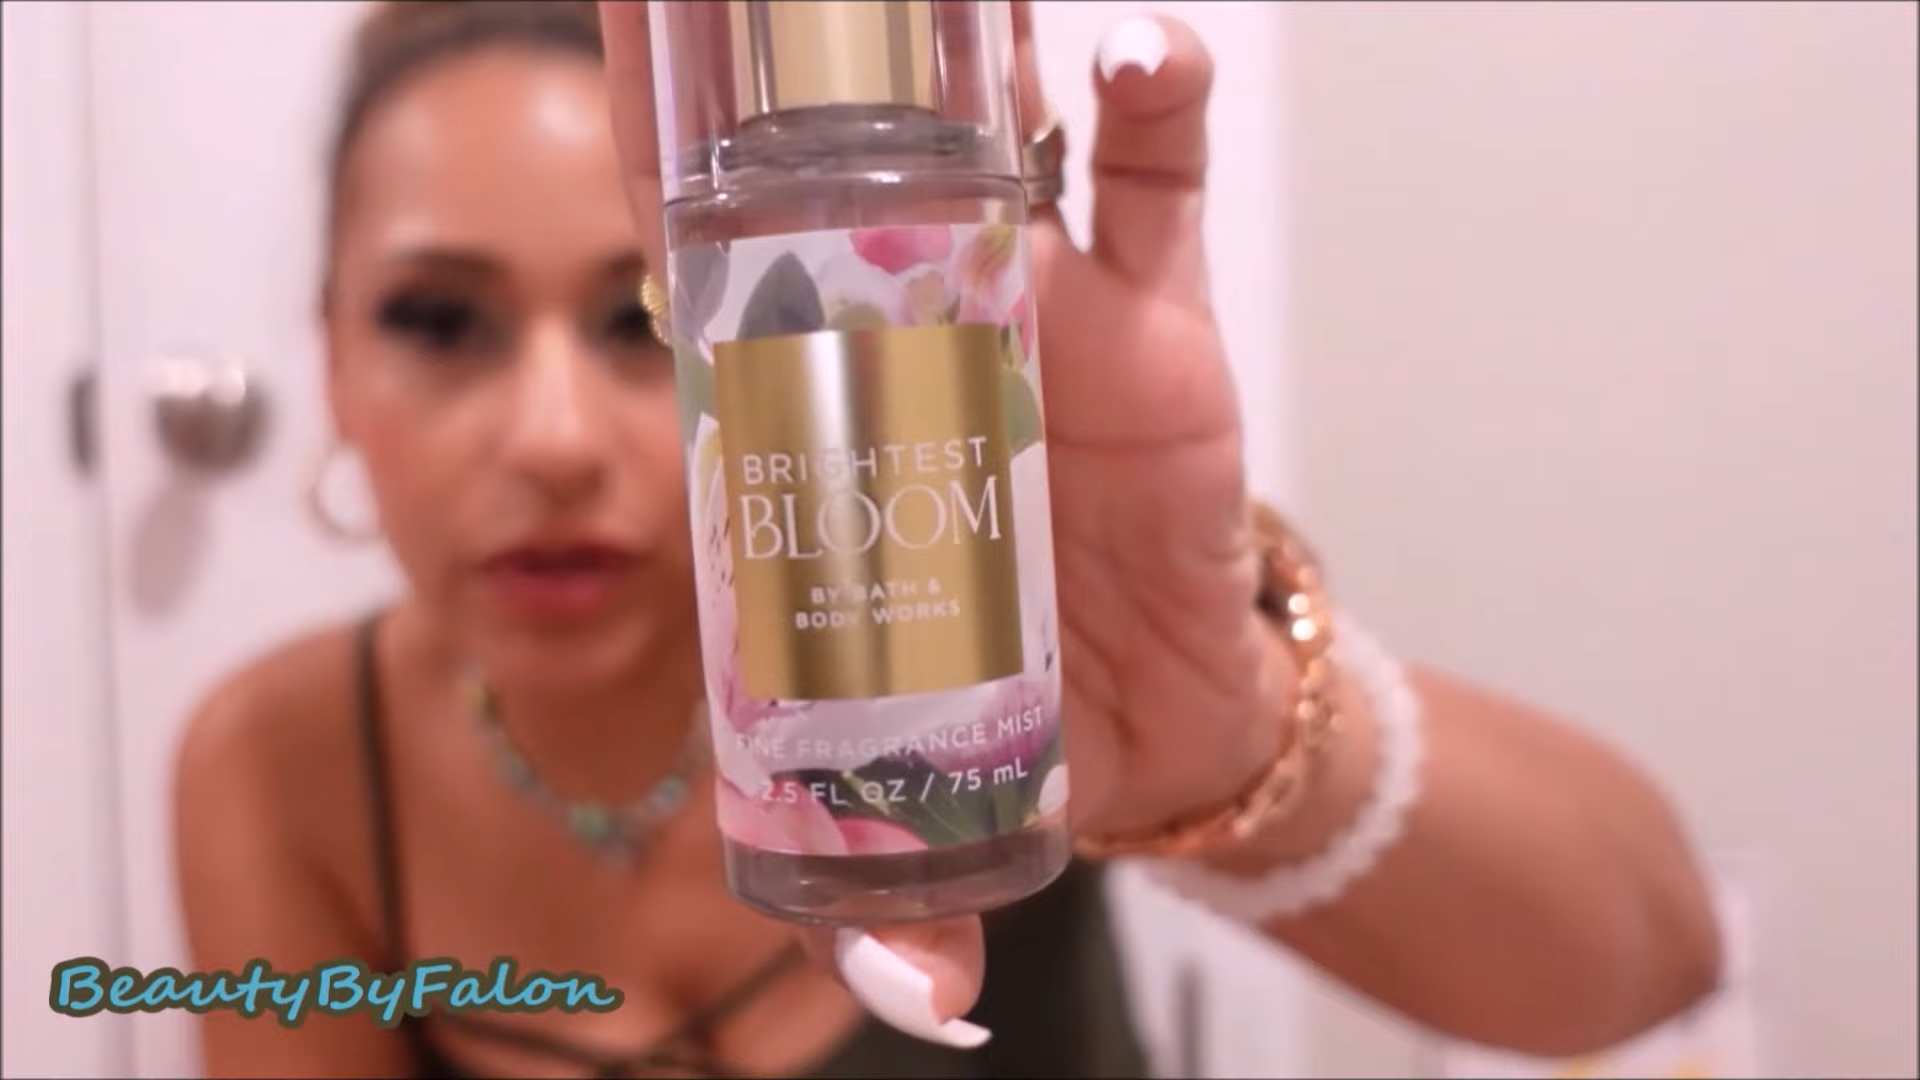 BRIGHTEST
BLOOM
BY BATH &
BODY WORKS
FINE FRAGRANCE MIST
2.5 FL OZ / 75 mL
BeautyByFalon